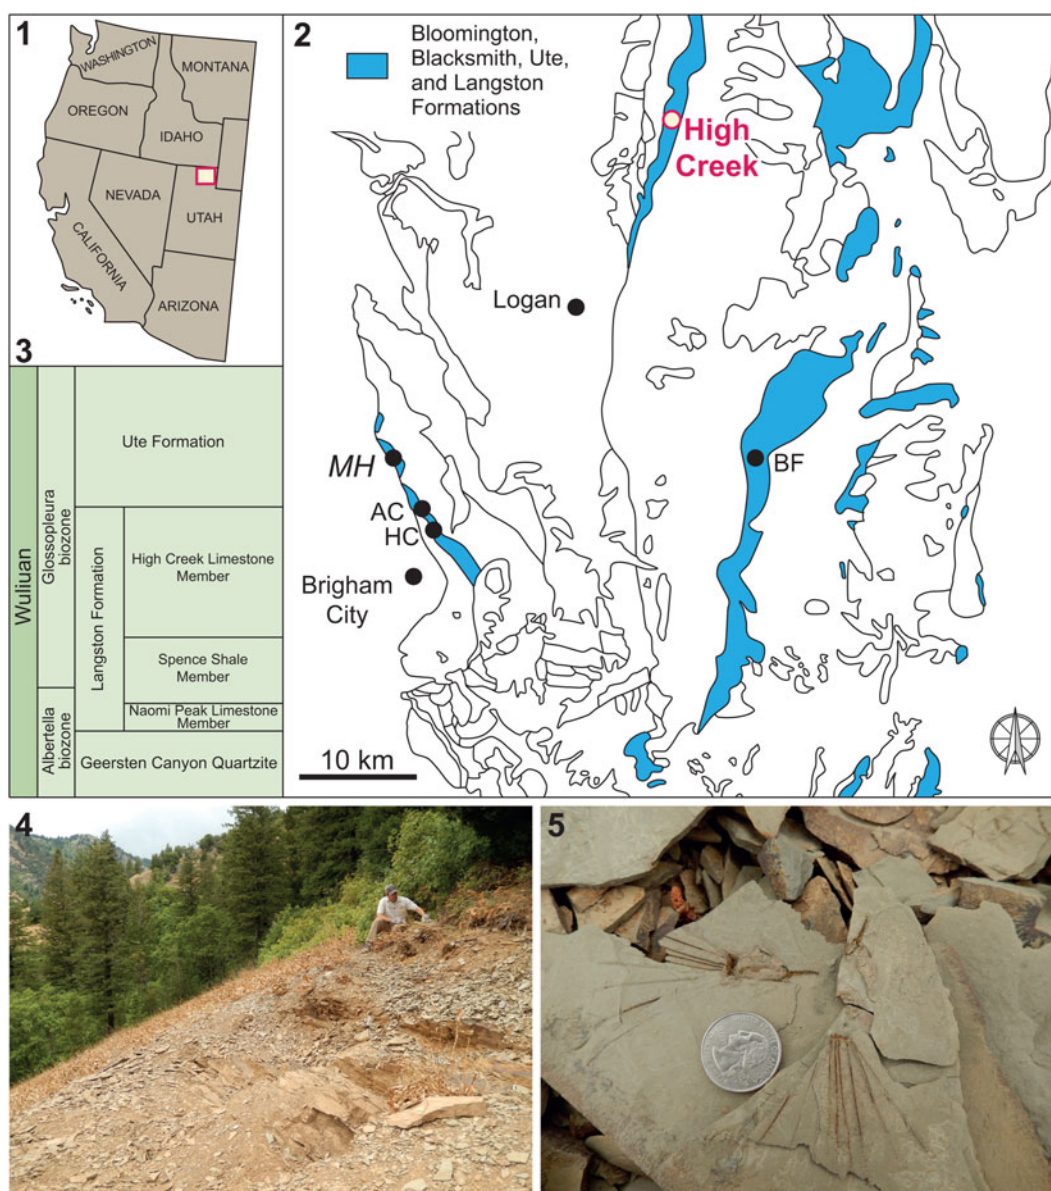 1
WASHINGTON
MONTANA
OREGON
IDAHO
NEVADA
UTAH
CALIFORNIA
ARIZONA
2
Bloomington,
Blacksmith, Ute,
and Langston
Formations
High
Creek
Logan
MH
AC
HC
BF
Brigham
City
10 km
3
Wuliuan
Glossopleura
biozone
Albertella
biozone
Ute Formation
Langston Formation
High Creek Limestone
Member
Spence Shale
Member
Naomi Peak Limestone
Member
Geersten Canyon Quartzite
4
5